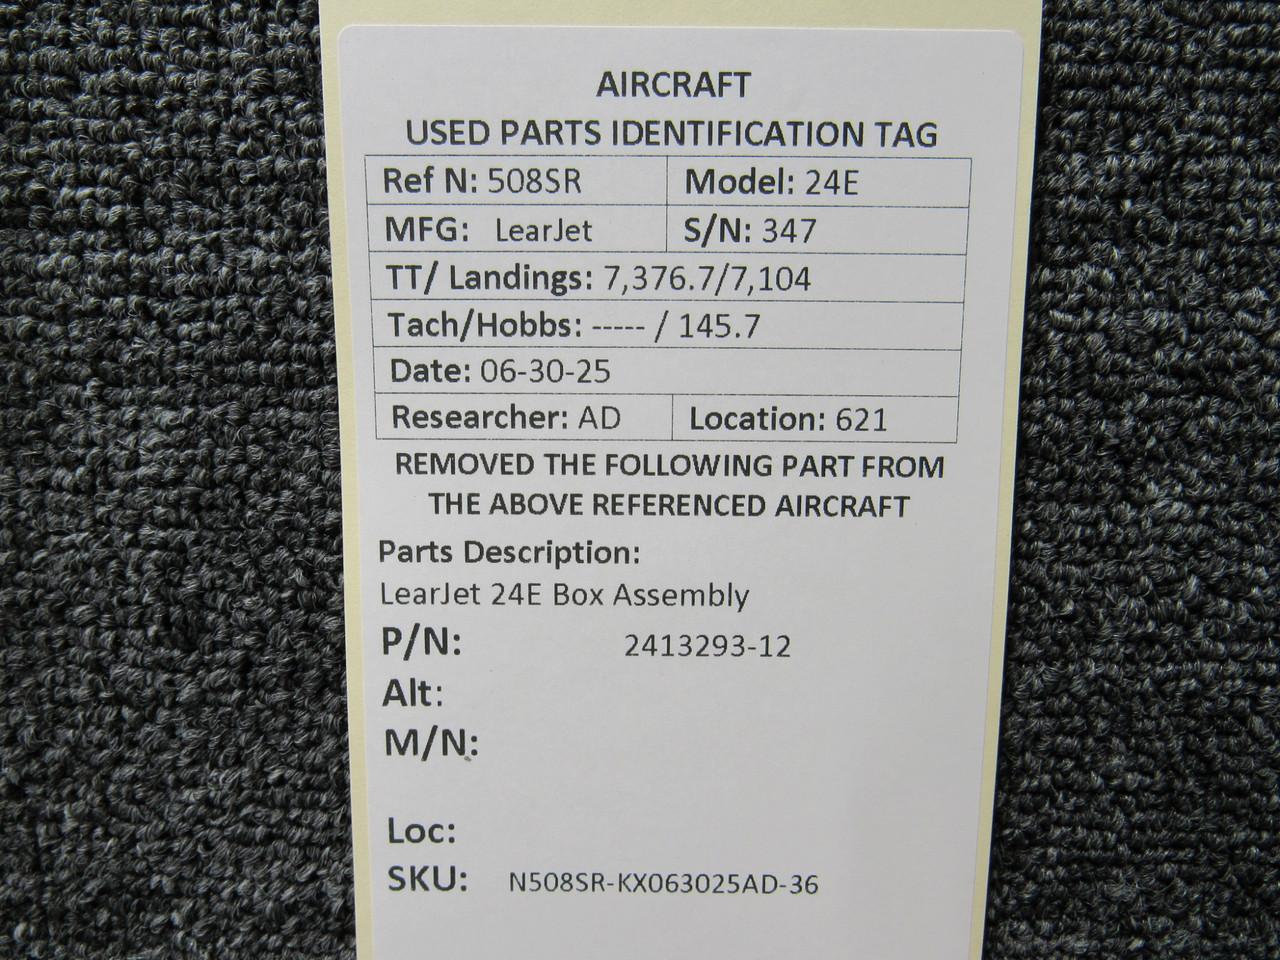 AIRCRAFT
USED PARTS IDENTIFICATION TAG
Ref N: 508SR Model: 24E
MFG: LearJet S/N: 347
TT/ Landings: 7,376.7/7,104
Tach/Hobbs: ----- / 145.7
Date: 06-30-25
Researcher: AD Location: 621
REMOVED THE FOLLOWING PART FROM
THE ABOVE REFERENCED AIRCRAFT
Parts Description:
LearJet 24E Box Assembly
P/N: 2413293-12
Alt:
M/N:
Loc:
SKU: N508SR-KX063025AD-36